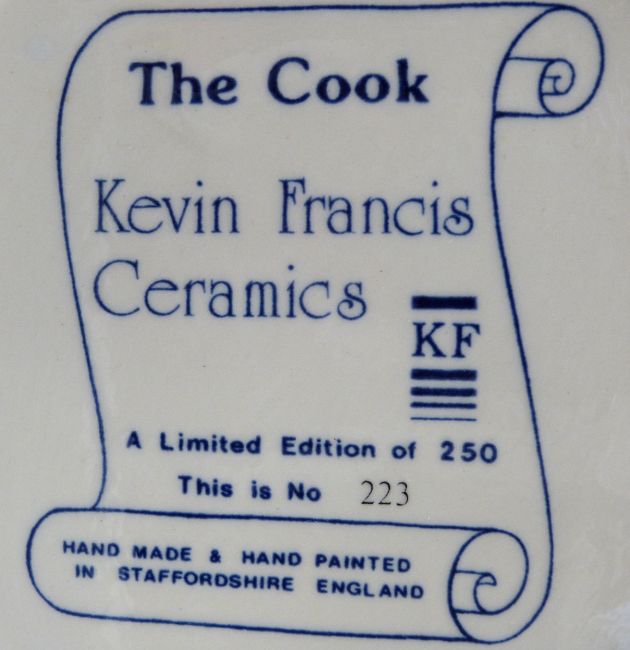 The Cook
Kevin Francis
Ceramics
KF
A Limited Edition of 250
This is No 223
HAND MADE & HAND PAINTED
IN STAFFORDSHIRE ENGLAND